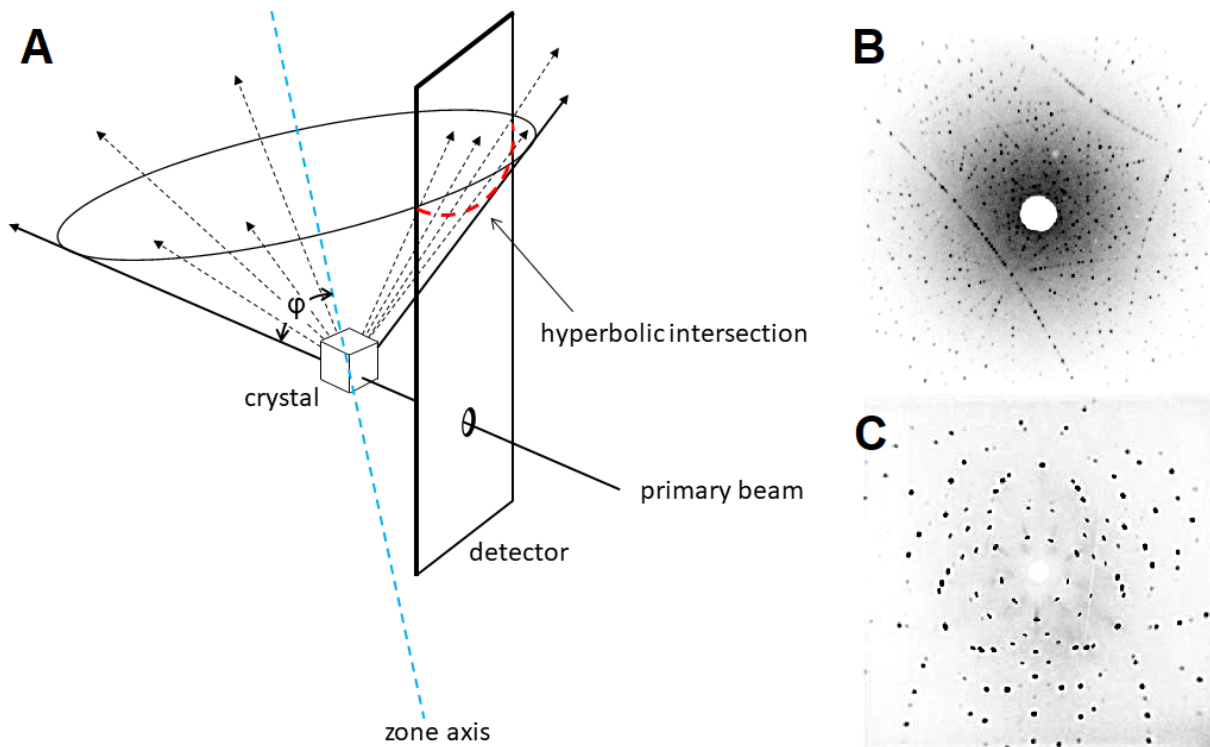 A
B
φ
hyperbolic intersection
crystal
C
primary beam
detector
zone axis